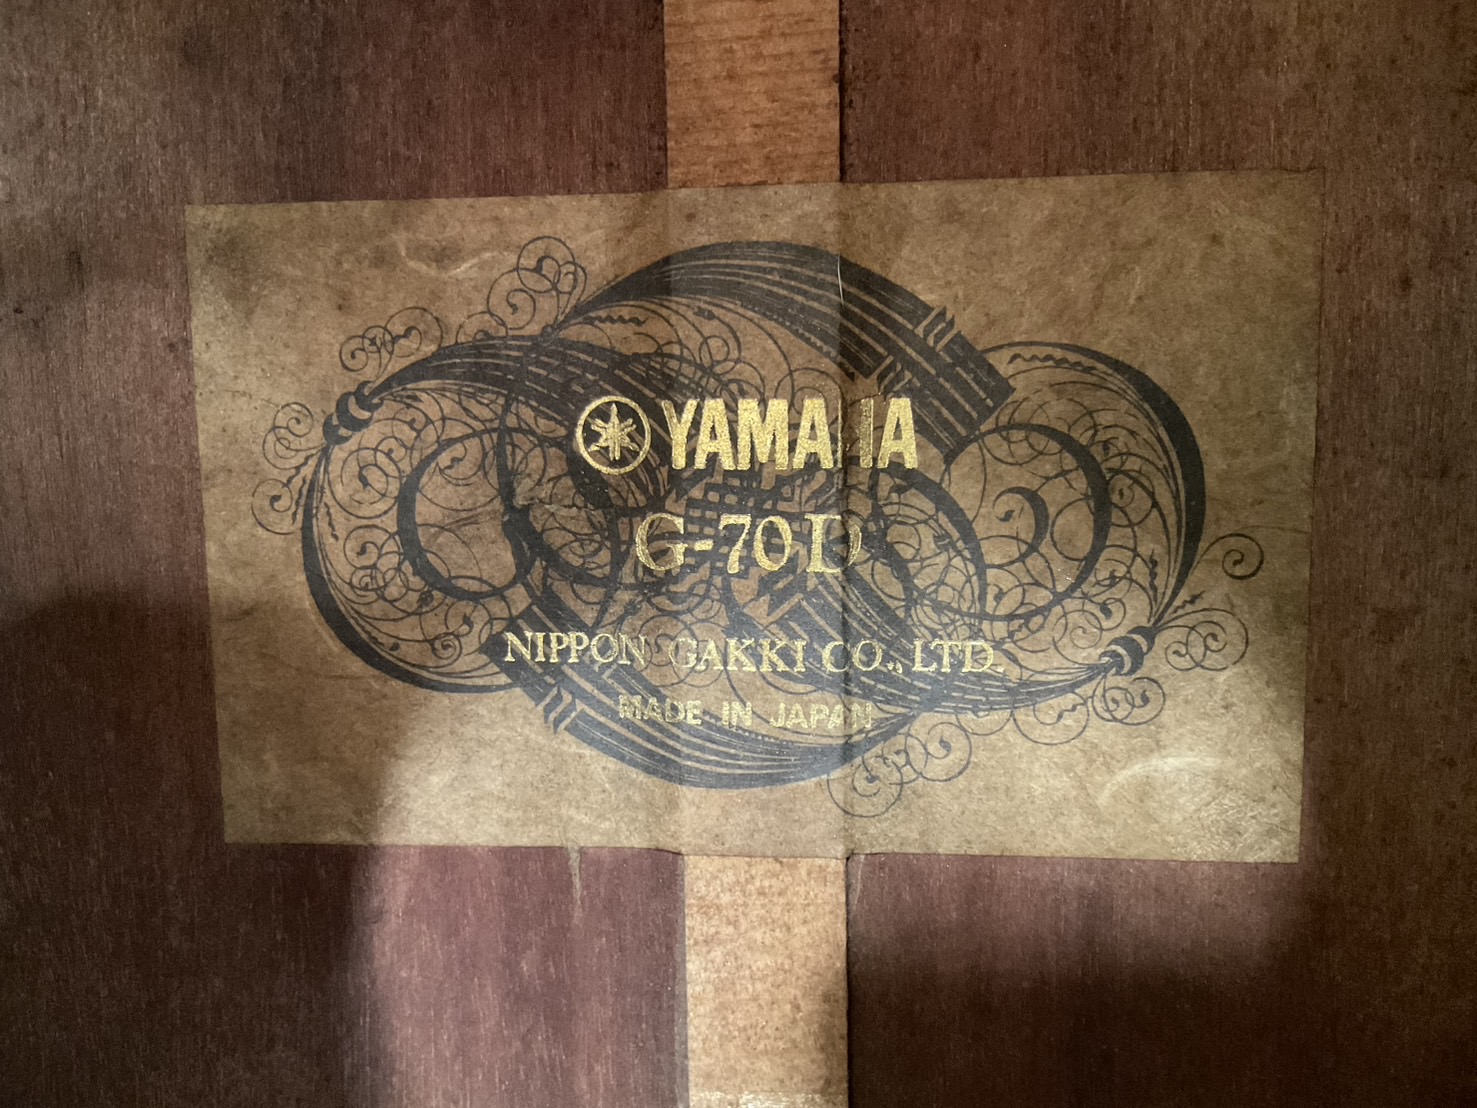 YAMAHA
G-70D
NIPPON GAKKI CO., LTD.
MADE IN JAPAN